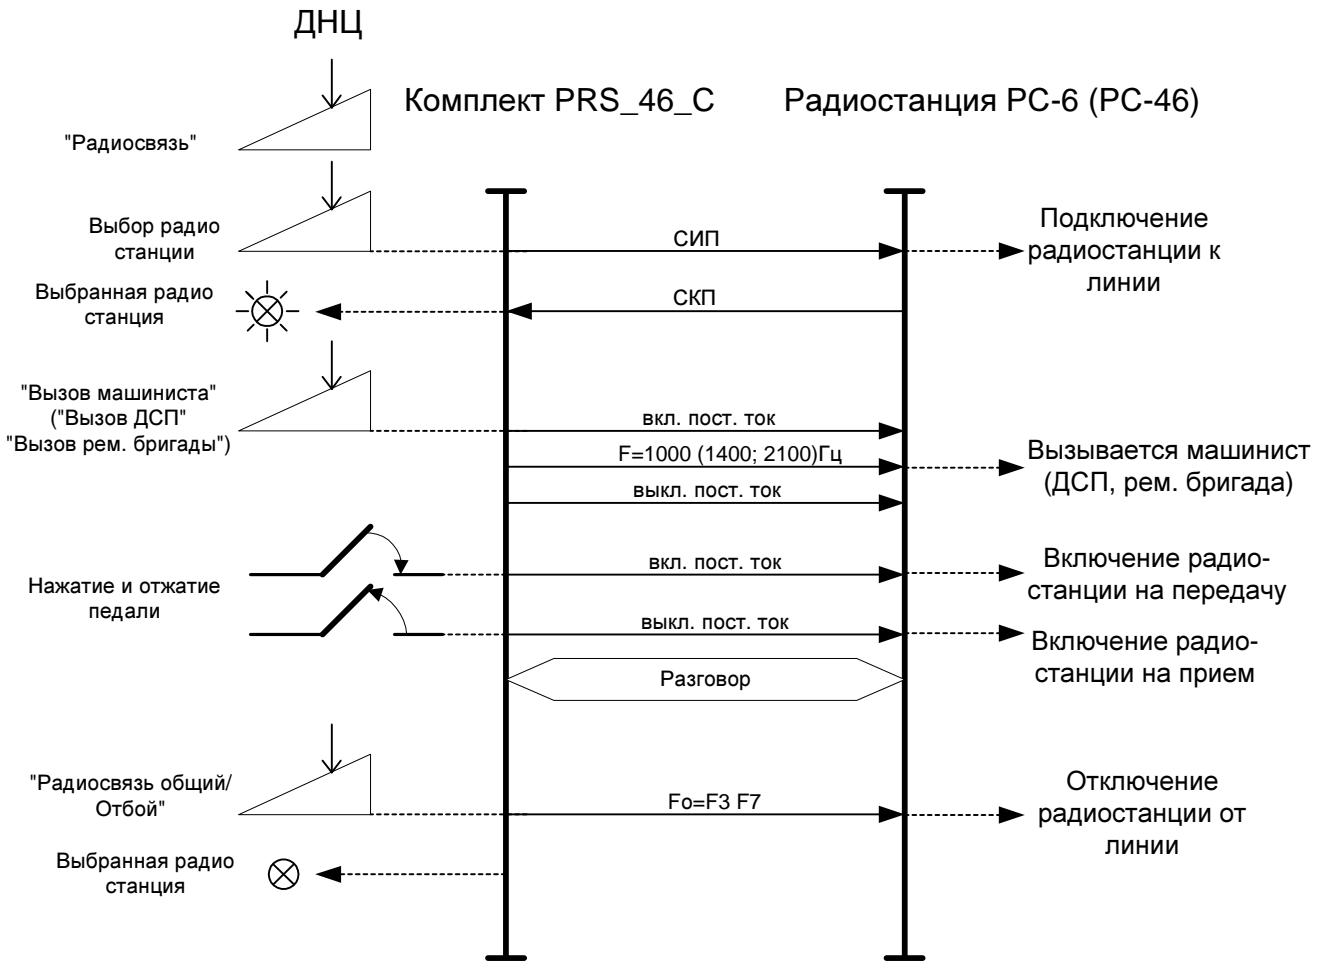 ДНЦ
Комплект PRS_46_C
Радиостанция РС-6 (РС-46)
"Радиосвязь"
Выбор радио
станции
СИП
Подключение
радиостанции к
линии
Выбранная радио
станция
СКП
"Вызов машиниста"
("Вызов ДСП"
"Вызов рем. бригады")
вкл. пост. ток
F=1000 (1400; 2100)Гц
выкл. пост. ток
Вызывается машинист
(ДСП, рем. бригада)
Нажатие и отжатие
педали
вкл. пост. ток
Включение радио-
станции на передачу
выкл. пост. ток
Включение радио-
станции на прием
Разговор
"Радиосвязь общий/
Отбой"
Fo=F3 F7
Отключение
радиостанции от
линии
Выбранная радио
станция